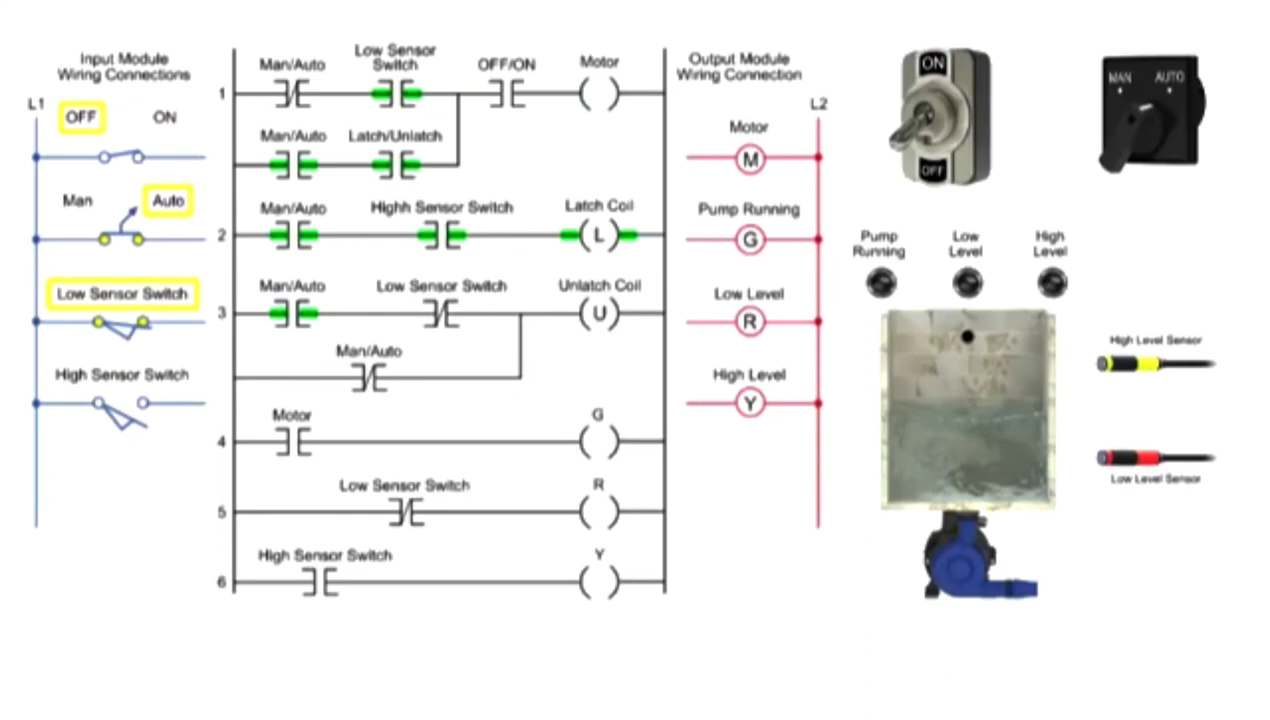 Input Module
Wiring Connections
L1
OFF
ON
Man
Auto
Low Sensor Switch
High Sensor Switch
1
Man/Auto
Low Sensor
Switch
OFF/ON
Motor
Man/Auto
Latch/Unlatch
2
Man/Auto
Highh Sensor Switch
Latch Coil
L
3
Man/Auto
Low Sensor Switch
Unlatch Coil
U
Man/Auto
4
Motor
G
5
Low Sensor Switch
R
6
High Sensor Switch
Y
Output Module
Wiring Connection
L2
Motor
M
Pump Running
G
Low Level
R
High Level
Y
ON
OFF
MAN
AUTO
Pump
Running
Low
Level
High
Level
High Level Sensor
Low Level Sensor